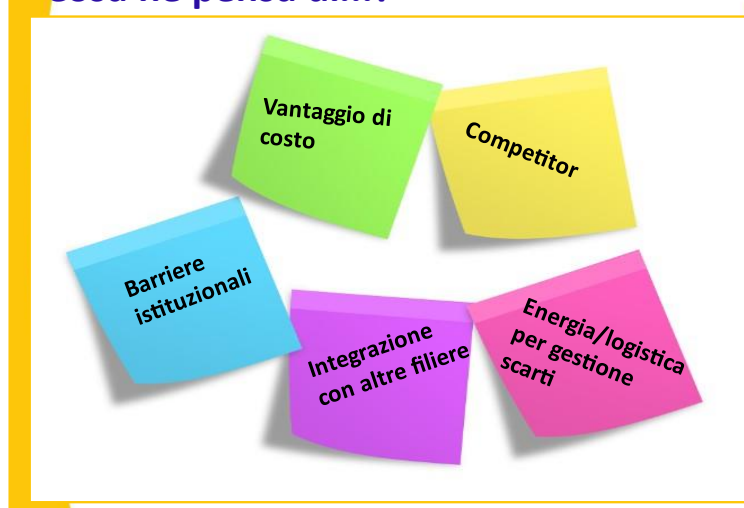 Vantaggio di
costo
Competitor
Barriere
istituzionali
Integrazione
con altre filiere
Energia/logistica
per gestione
scarti